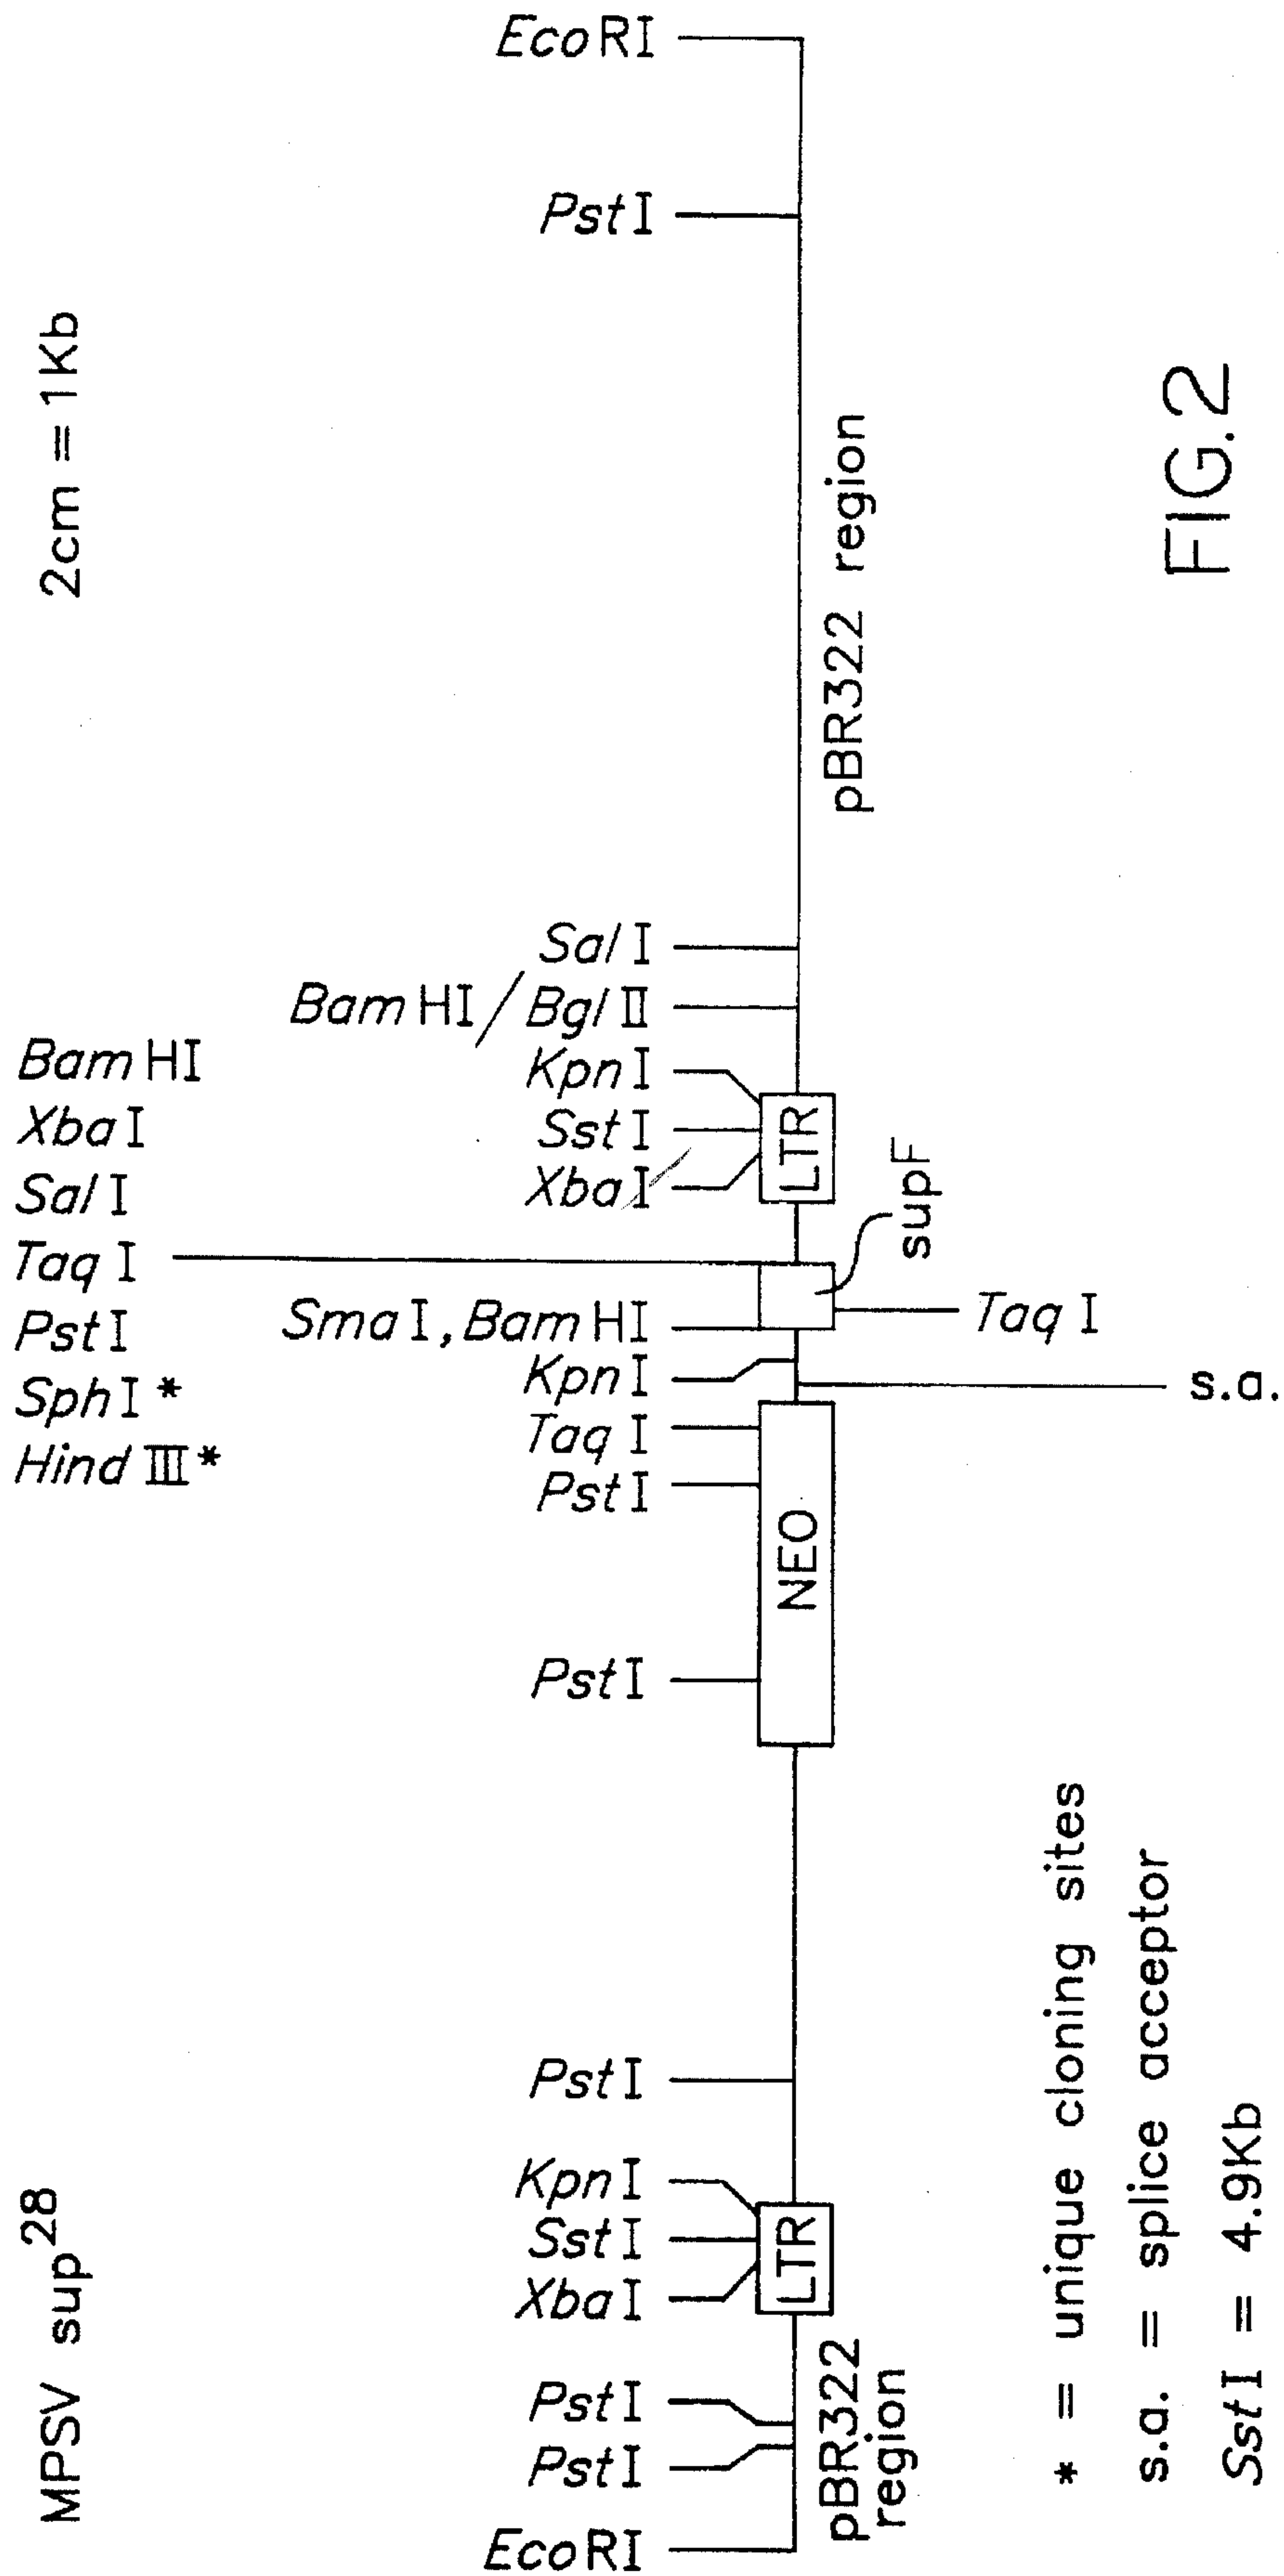 MPSV sup28
2cm = 1Kb
BamHI
XbaI
SalI
TaqI
PstI
SphI*
HindIII*
EcoRI
PstI
PstI
XbaI
SstI
KpnI
PstI
PstI
PstI
TaqI
KpnI
SmaI, BamHI
XbaI
SstI
KpnI
BamHI/BglII
SalI
PstI
EcoRI
LTR
NEO
LTR
pBR322
region
supF
pBR322 region
TaqI
s.a.
* = unique cloning sites
s.a. = splice acceptor
SstI = 4.9Kb
FIG.2